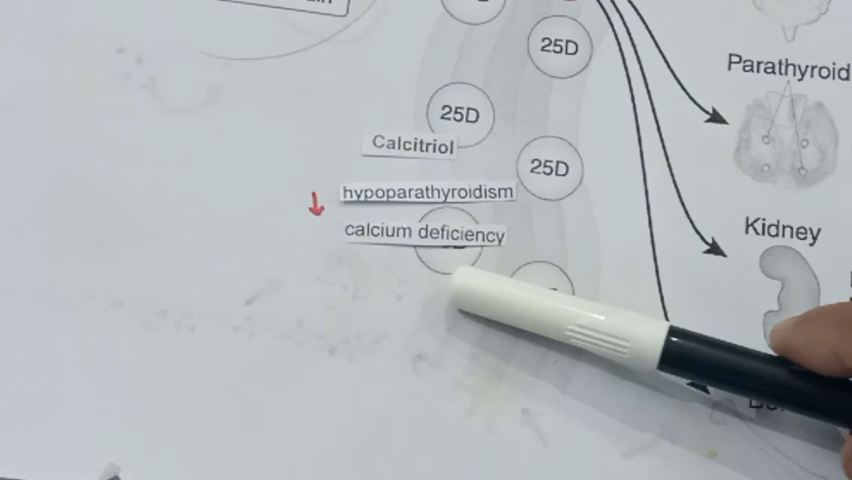 25D
Parathyroid
25D
Calcitriol
25D
hypoparathyroidism
Kidney
calcium deficiency